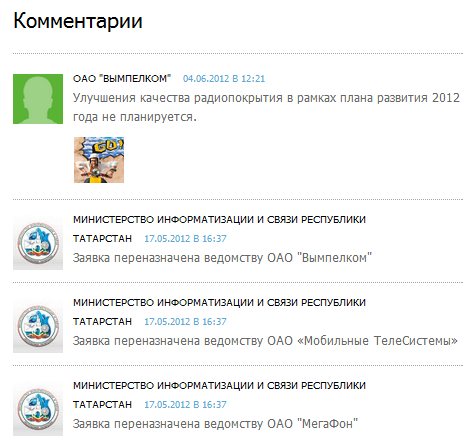 Комментарии
ОАО "ВЫМПЕЛКОМ" 04.06.2012 В 12:21
Улучшения качества радиопокрытия в рамках плана развития 2012
года не планируется.
GO!
МИНИСТЕРСТВО ИНФОРМАТИЗАЦИИ И СВЯЗИ РЕСПУБЛИКИ
ТАТАРСТАН 17.05.2012 В 16:37
Заявка переназначена ведомству ОАО "Вымпелком"
МИНИСТЕРСТВО ИНФОРМАТИЗАЦИИ И СВЯЗИ РЕСПУБЛИКИ
ТАТАРСТАН 17.05.2012 В 16:37
Заявка переназначена ведомству ОАО «Мобильные ТелеСистемы»
МИНИСТЕРСТВО ИНФОРМАТИЗАЦИИ И СВЯЗИ РЕСПУБЛИКИ
ТАТАРСТАН 17.05.2012 В 16:37
Заявка переназначена ведомству ОАО "МегаФон"